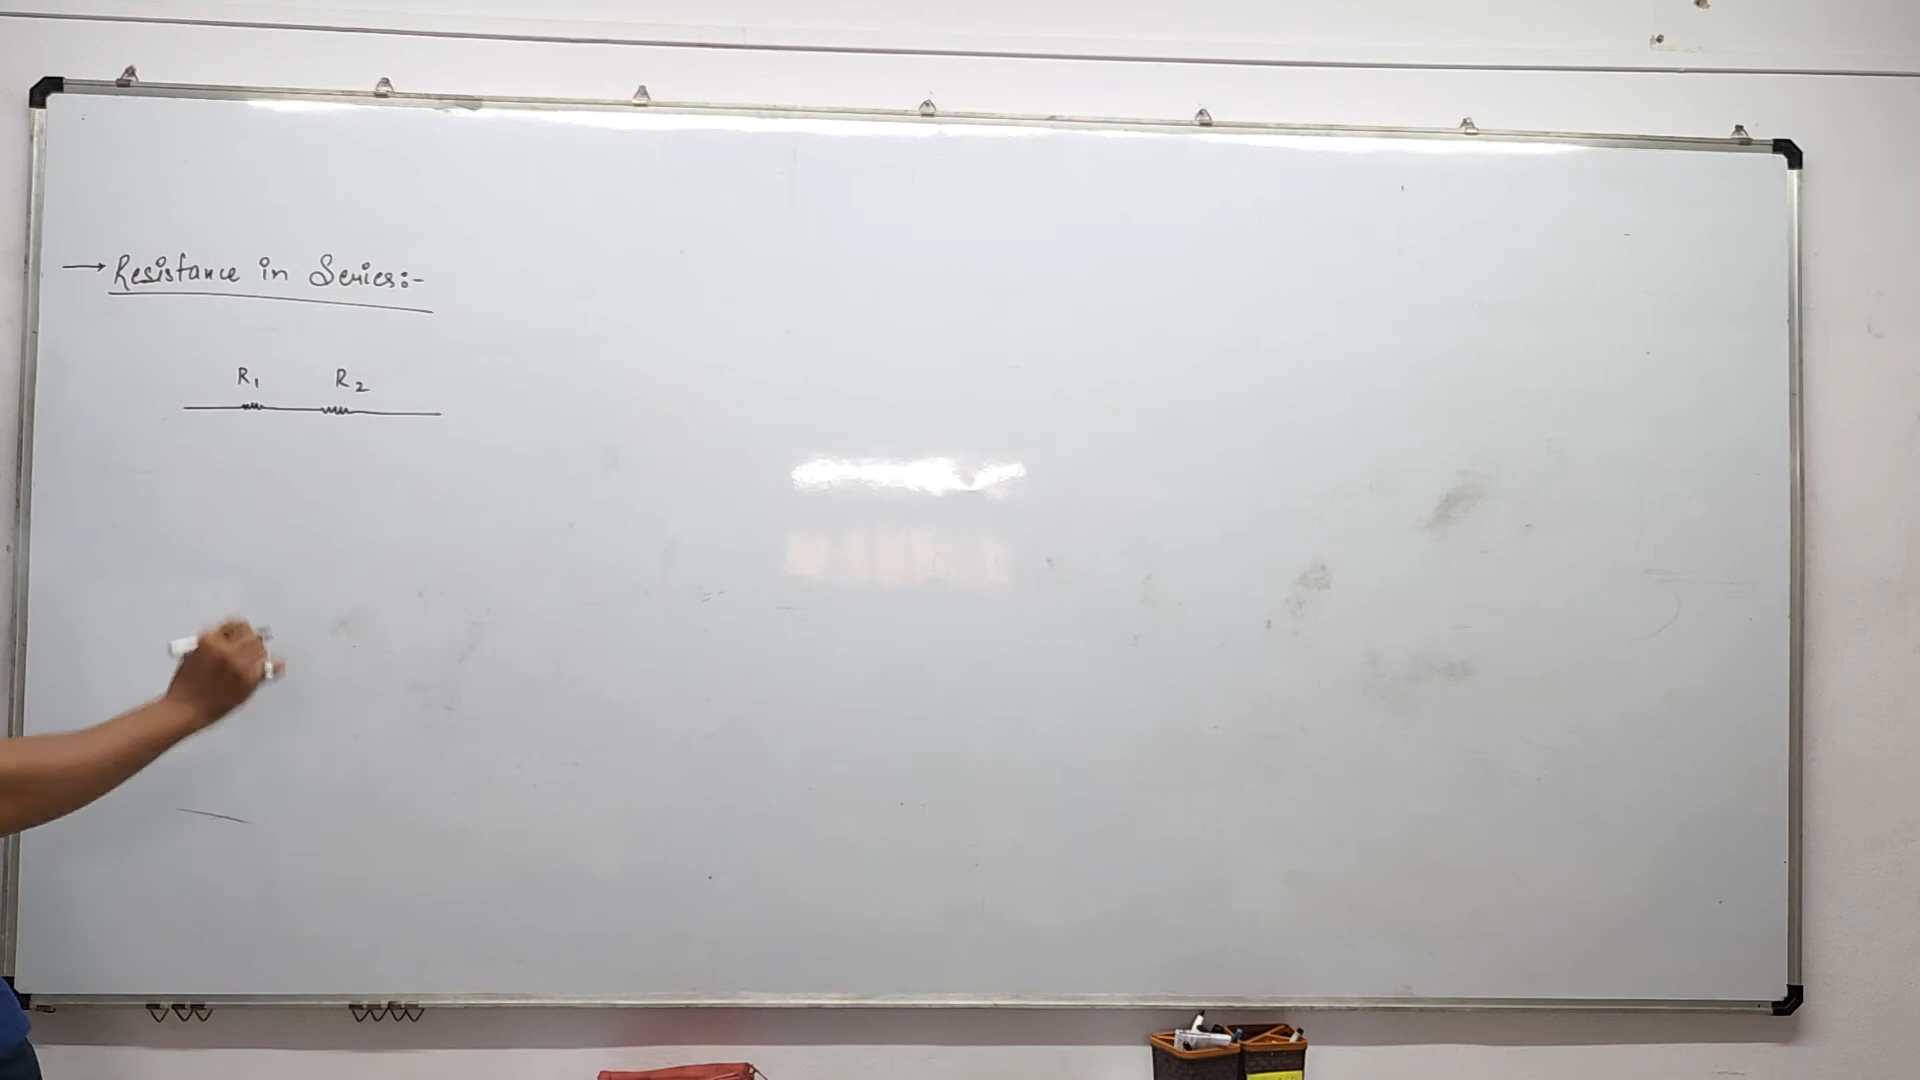 → Resistance in Series:-
R₁ R₂